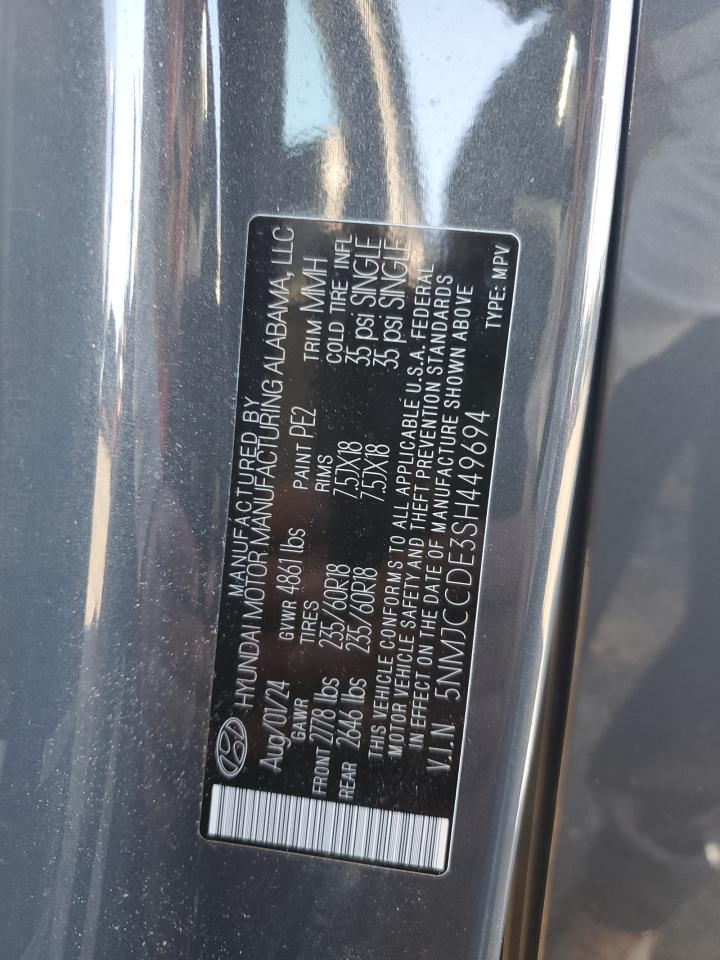 MANUFACTURED BY
HYUNDAI MOTOR MANUFACTURING ALABAMA, LLC
Aug/01/24 GVWR 4861 lbs PAINT PE2 TRIM MMH
GAWR TIRES RIMS COLD TIRE INFL
FRONT 2778 lbs 235/60R18 7.5JX18 35 psi SINGLE
REAR 2646 lbs 235/60R18 7.5JX18 35 psi SINGLE
THIS VEHICLE CONFORMS TO ALL APPLICABLE U.S.A. FEDERAL
MOTOR VEHICLE SAFETY AND THEFT PREVENTION STANDARDS
IN EFFECT ON THE DATE OF MANUFACTURE SHOWN ABOVE
V.I.N 5NMJCCDE3SH449694 TYPE: MPV